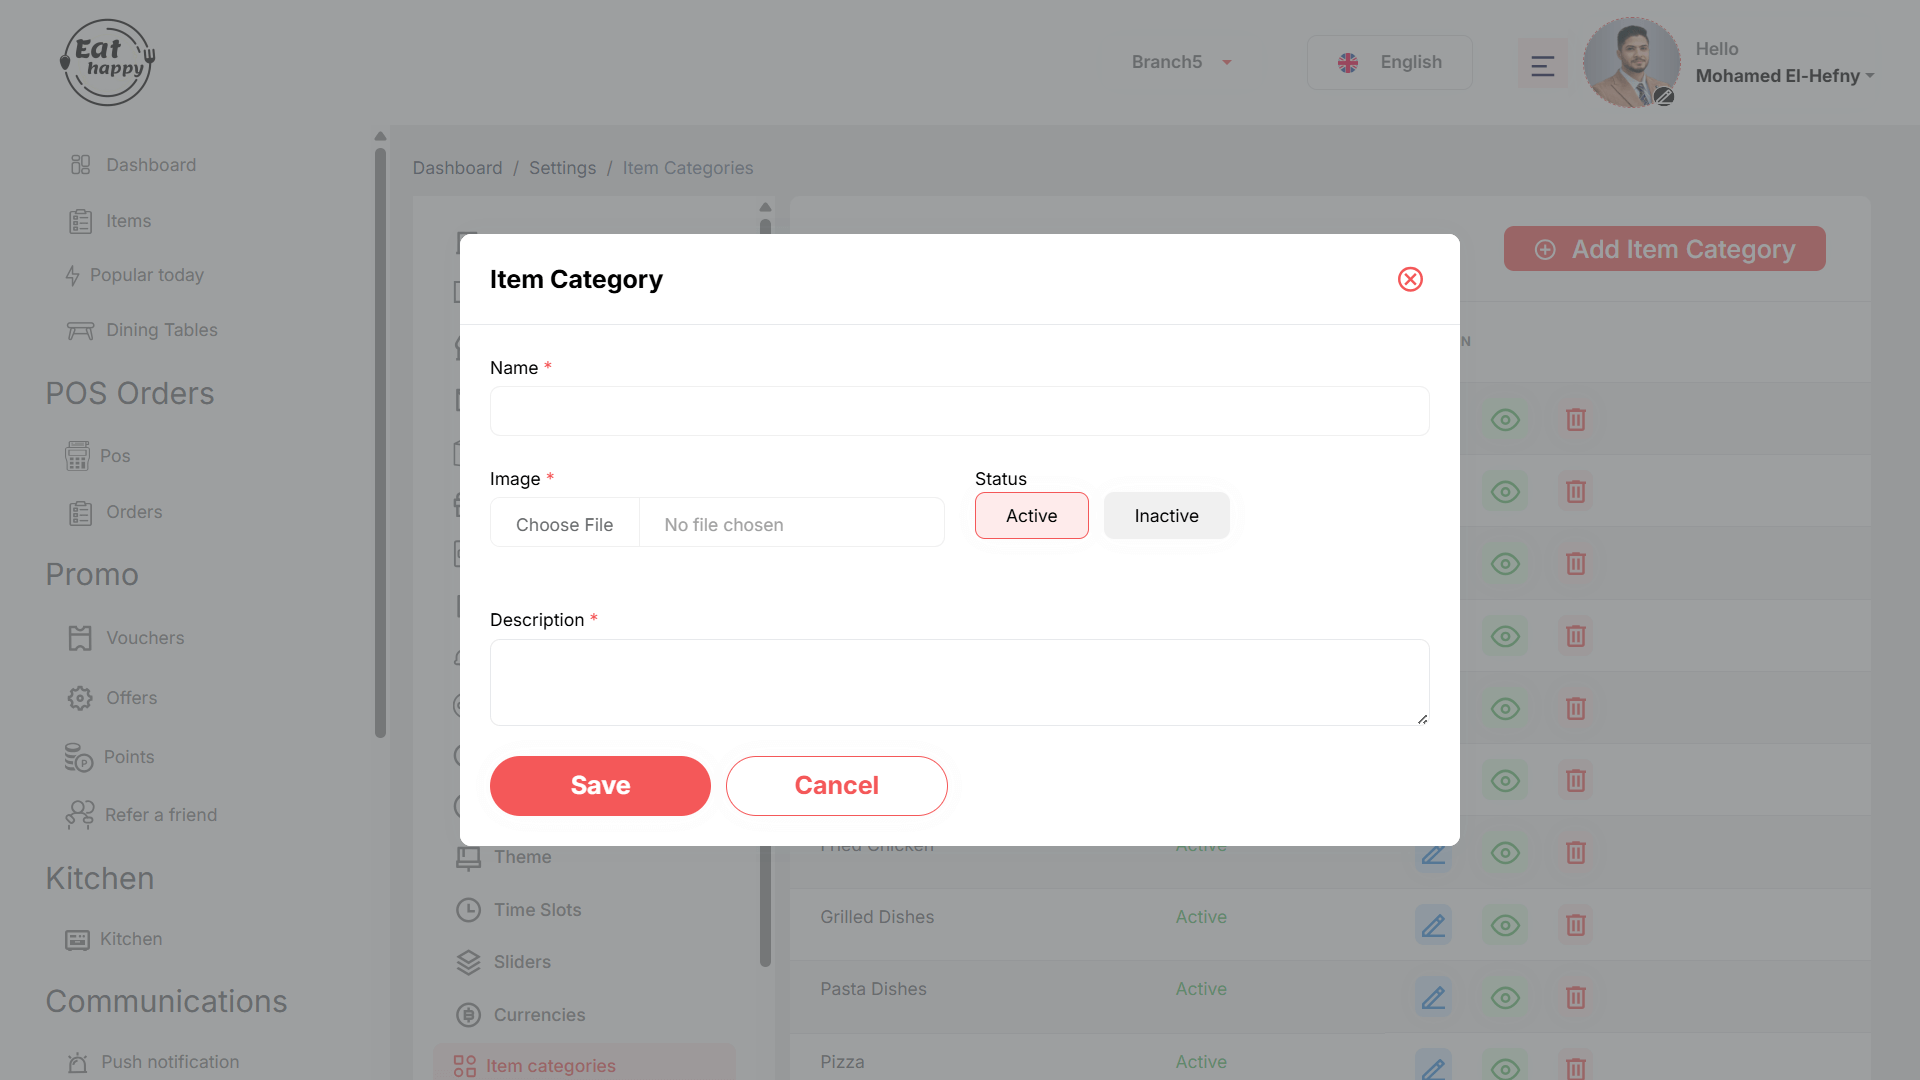 Eat
happy
Branch5
English
Hello
Mohamed El-Hefny
Dashboard
Items
Popular today
Dining Tables
POS Orders
Pos
Orders
Promo
Vouchers
Offers
Points
Refer a friend
Kitchen
Kitchen
Communications
Push notification
Dashboard / Settings / Item Categories
Add Item Category
N
Item Category
Name *
Image *
Choose File
No file chosen
Status
Active
Inactive
Description *
Save
Cancel
Theme
Time Slots
Sliders
Currencies
Item categories
Fried Chicken Active
Grilled Dishes Active
Pasta Dishes Active
Pizza Active